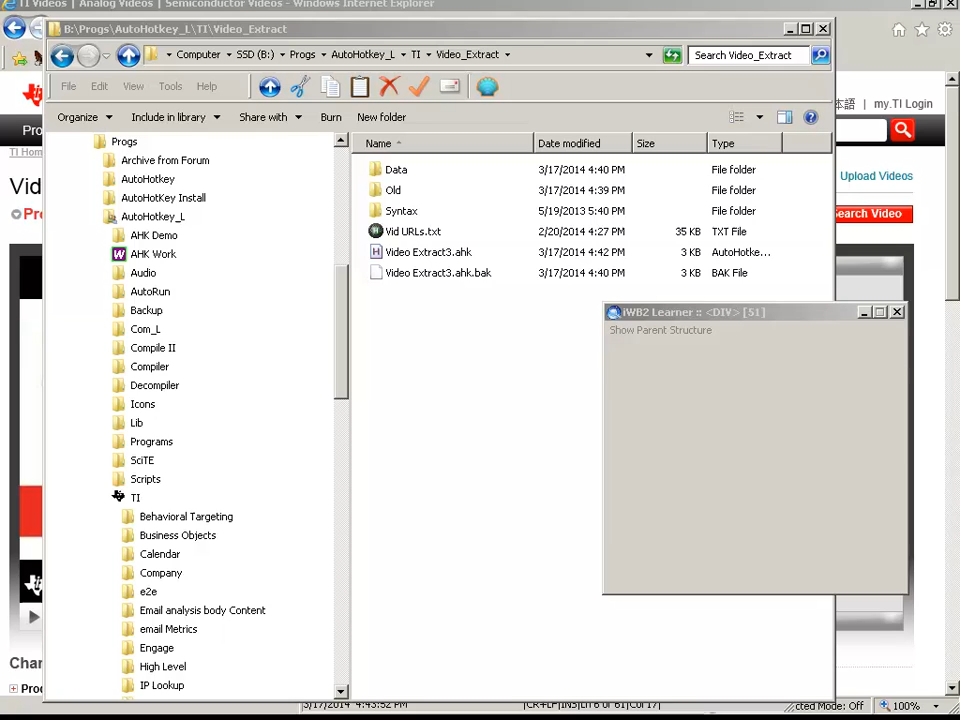 TI Videos | Analog Videos | Semiconductor Videos - Windows Internet Explorer
B:\Progs\AutoHotkey_L\TI\Video_Extract
Computer SSD (B:) Progs AutoHotkey_L TI Video_Extract
Search Video_Extract
File Edit View Tools Help
Organize Include in library Share with Burn New folder
本語 my.TI Login
Pro
TI Hom
Upload Videos
Vid
Pro
Search Video
Name Date modified Size Type
Progs
Archive from Forum
AutoHotkey
AutoHotKey Install
AutoHotkey_L
AHK Demo
AHK Work
Audio
AutoRun
Backup
Com_L
Compile II
Compiler
Decompiler
Icons
Lib
Programs
SciTE
Scripts
TI
Behavioral Targeting
Business Objects
Calendar
Company
e2e
Email analysis body Content
email Metrics
Engage
High Level
IP Lookup
Data 3/17/2014 4:40 PM File folder
Old 3/17/2014 4:39 PM File folder
Syntax 5/19/2013 5:40 PM File folder
Vid URLs.txt 2/20/2014 4:27 PM 35 KB TXT File
Video Extract3.ahk 3/17/2014 4:42 PM 3 KB AutoHotke...
Video Extract3.ahk.bak 3/17/2014 4:40 PM 3 KB BAK File
iWB2 Learner :: <DIV> [51]
Show Parent Structure
Char
Proc
3/17/2014 4:43:52 PM
CR+LF INS Ln 6 of 61 Col 17
cted Mode: Off
100%